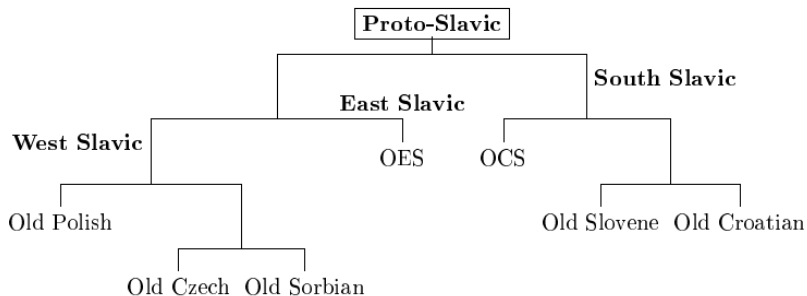 Proto-Slavic
South Slavic
East Slavic
West Slavic
OES
OCS
Old Polish
Old Slovene
Old Croatian
Old Czech
Old Sorbian